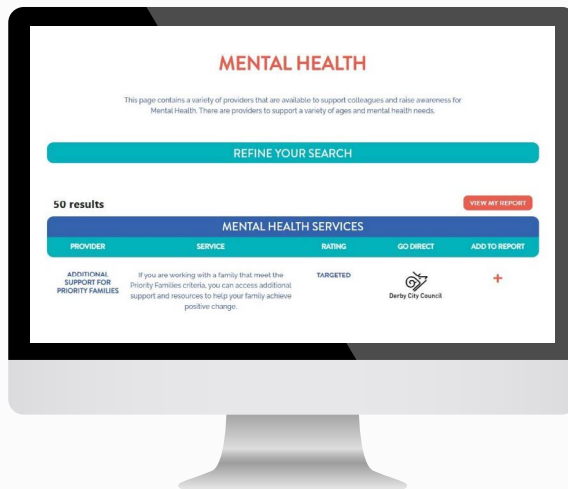 MENTAL HEALTH
This page contains a variety of providers that are available to support colleagues and raise awareness for
Mental Health. There are providers to support a variety of ages and mental health needs.
REFINE YOUR SEARCH
50 results
VIEW MY REPORT
MENTAL HEALTH SERVICES
PROVIDER SERVICE RATING GO DIRECT ADD TO REPORT
ADDITIONAL
SUPPORT FOR
PRIORITY FAMILIES
If you are working with a family that meet the
Priority Families criteria, you can access additional
support and resources to help your family achieve
positive change.
TARGETED
Derby City Council
+